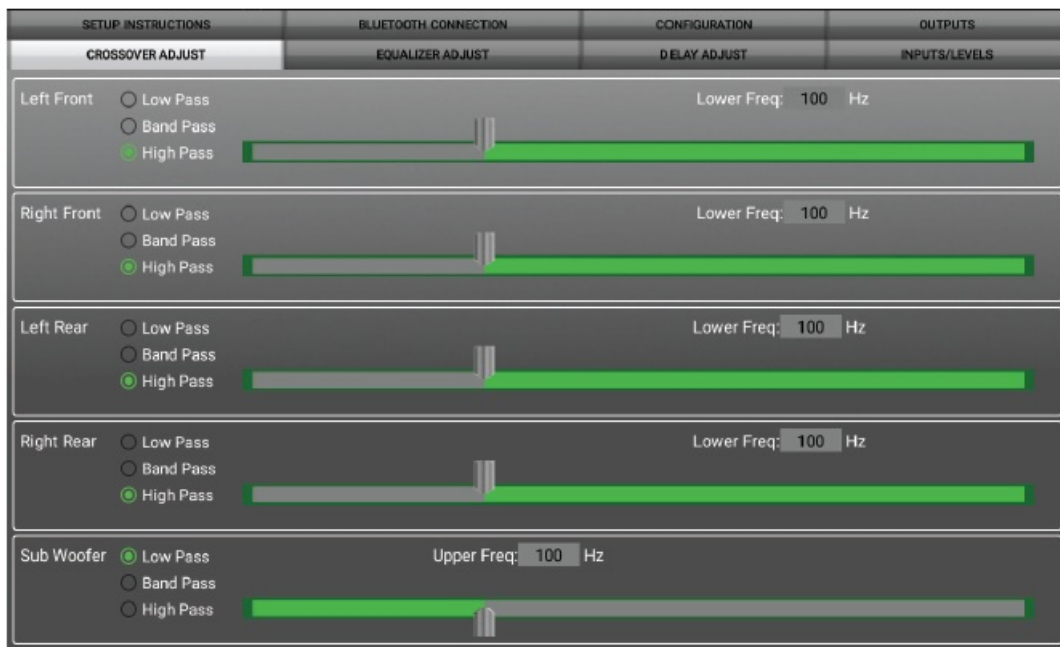 SETUP INSTRUCTIONS BLUETOOTH CONNECTION CONFIGURATION OUTPUTS
CROSSOVER ADJUST EQUALIZER ADJUST DELAY ADJUST INPUTS/LEVELS
Left Front Low Pass Lower Freq: 100 Hz
Band Pass
High Pass
Right Front Low Pass Lower Freq: 100 Hz
Band Pass
High Pass
Left Rear Low Pass Lower Freq: 100 Hz
Band Pass
High Pass
Right Rear Low Pass Lower Freq: 100 Hz
Band Pass
High Pass
Sub Woofer Low Pass Upper Freq: 100 Hz
Band Pass
High Pass